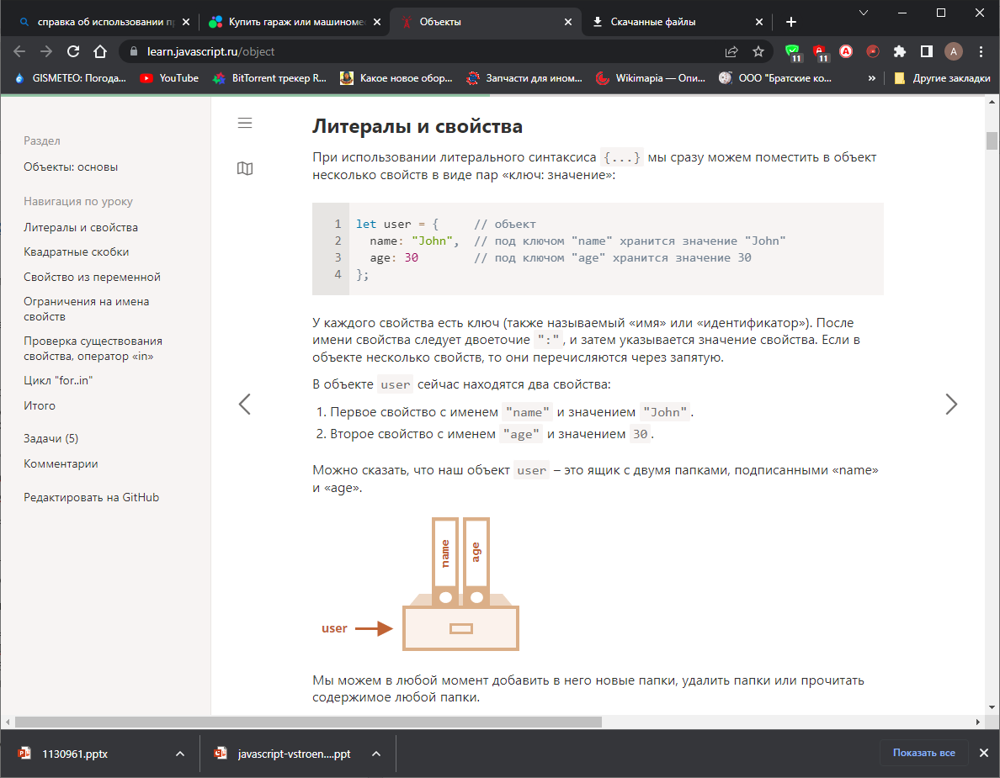 справка об использовании пр
Купить гараж или машиноме
Объекты
Скачанные файлы
learn.javascript.ru/object
11
11
A
A
GISMETEO: Погода...
YouTube
BitTorrent трекер R...
Какое новое обор...
Запчасти для ином...
Wikimapia — Опи...
ООО "Братские ко...
»
Другие закладки
Раздел
Объекты: основы
Навигация по уроку
Литералы и свойства
Квадратные скобки
Свойство из переменной
Ограничения на имена
свойств
Проверка существования
свойства, оператор «in»
Цикл "for..in"
Итого
Задачи (5)
Комментарии
Редактировать на GitHub
Литералы и свойства
При использовании литерального синтаксиса {...} мы сразу можем поместить в объект
несколько свойств в виде пар «ключ: значение»:
1 let user = { // объект
2 name: "John", // под ключом "name" хранится значение "John"
3 age: 30 // под ключом "age" хранится значение 30
4 };
У каждого свойства есть ключ (также называемый «имя» или «идентификатор»). После
имени свойства следует двоеточие ":", и затем указывается значение свойства. Если в
объекте несколько свойств, то они перечисляются через запятую.
В объекте user сейчас находятся два свойства:
1. Первое свойство с именем "name" и значением "John".
2. Второе свойство с именем "age" и значением 30.
Можно сказать, что наш объект user – это ящик с двумя папками, подписанными «name»
и «age».
name
age
user
Мы можем в любой момент добавить в него новые папки, удалить папки или прочитать
содержимое любой папки.
1130961.pptx
javascript-vstroen....ppt
Показать все